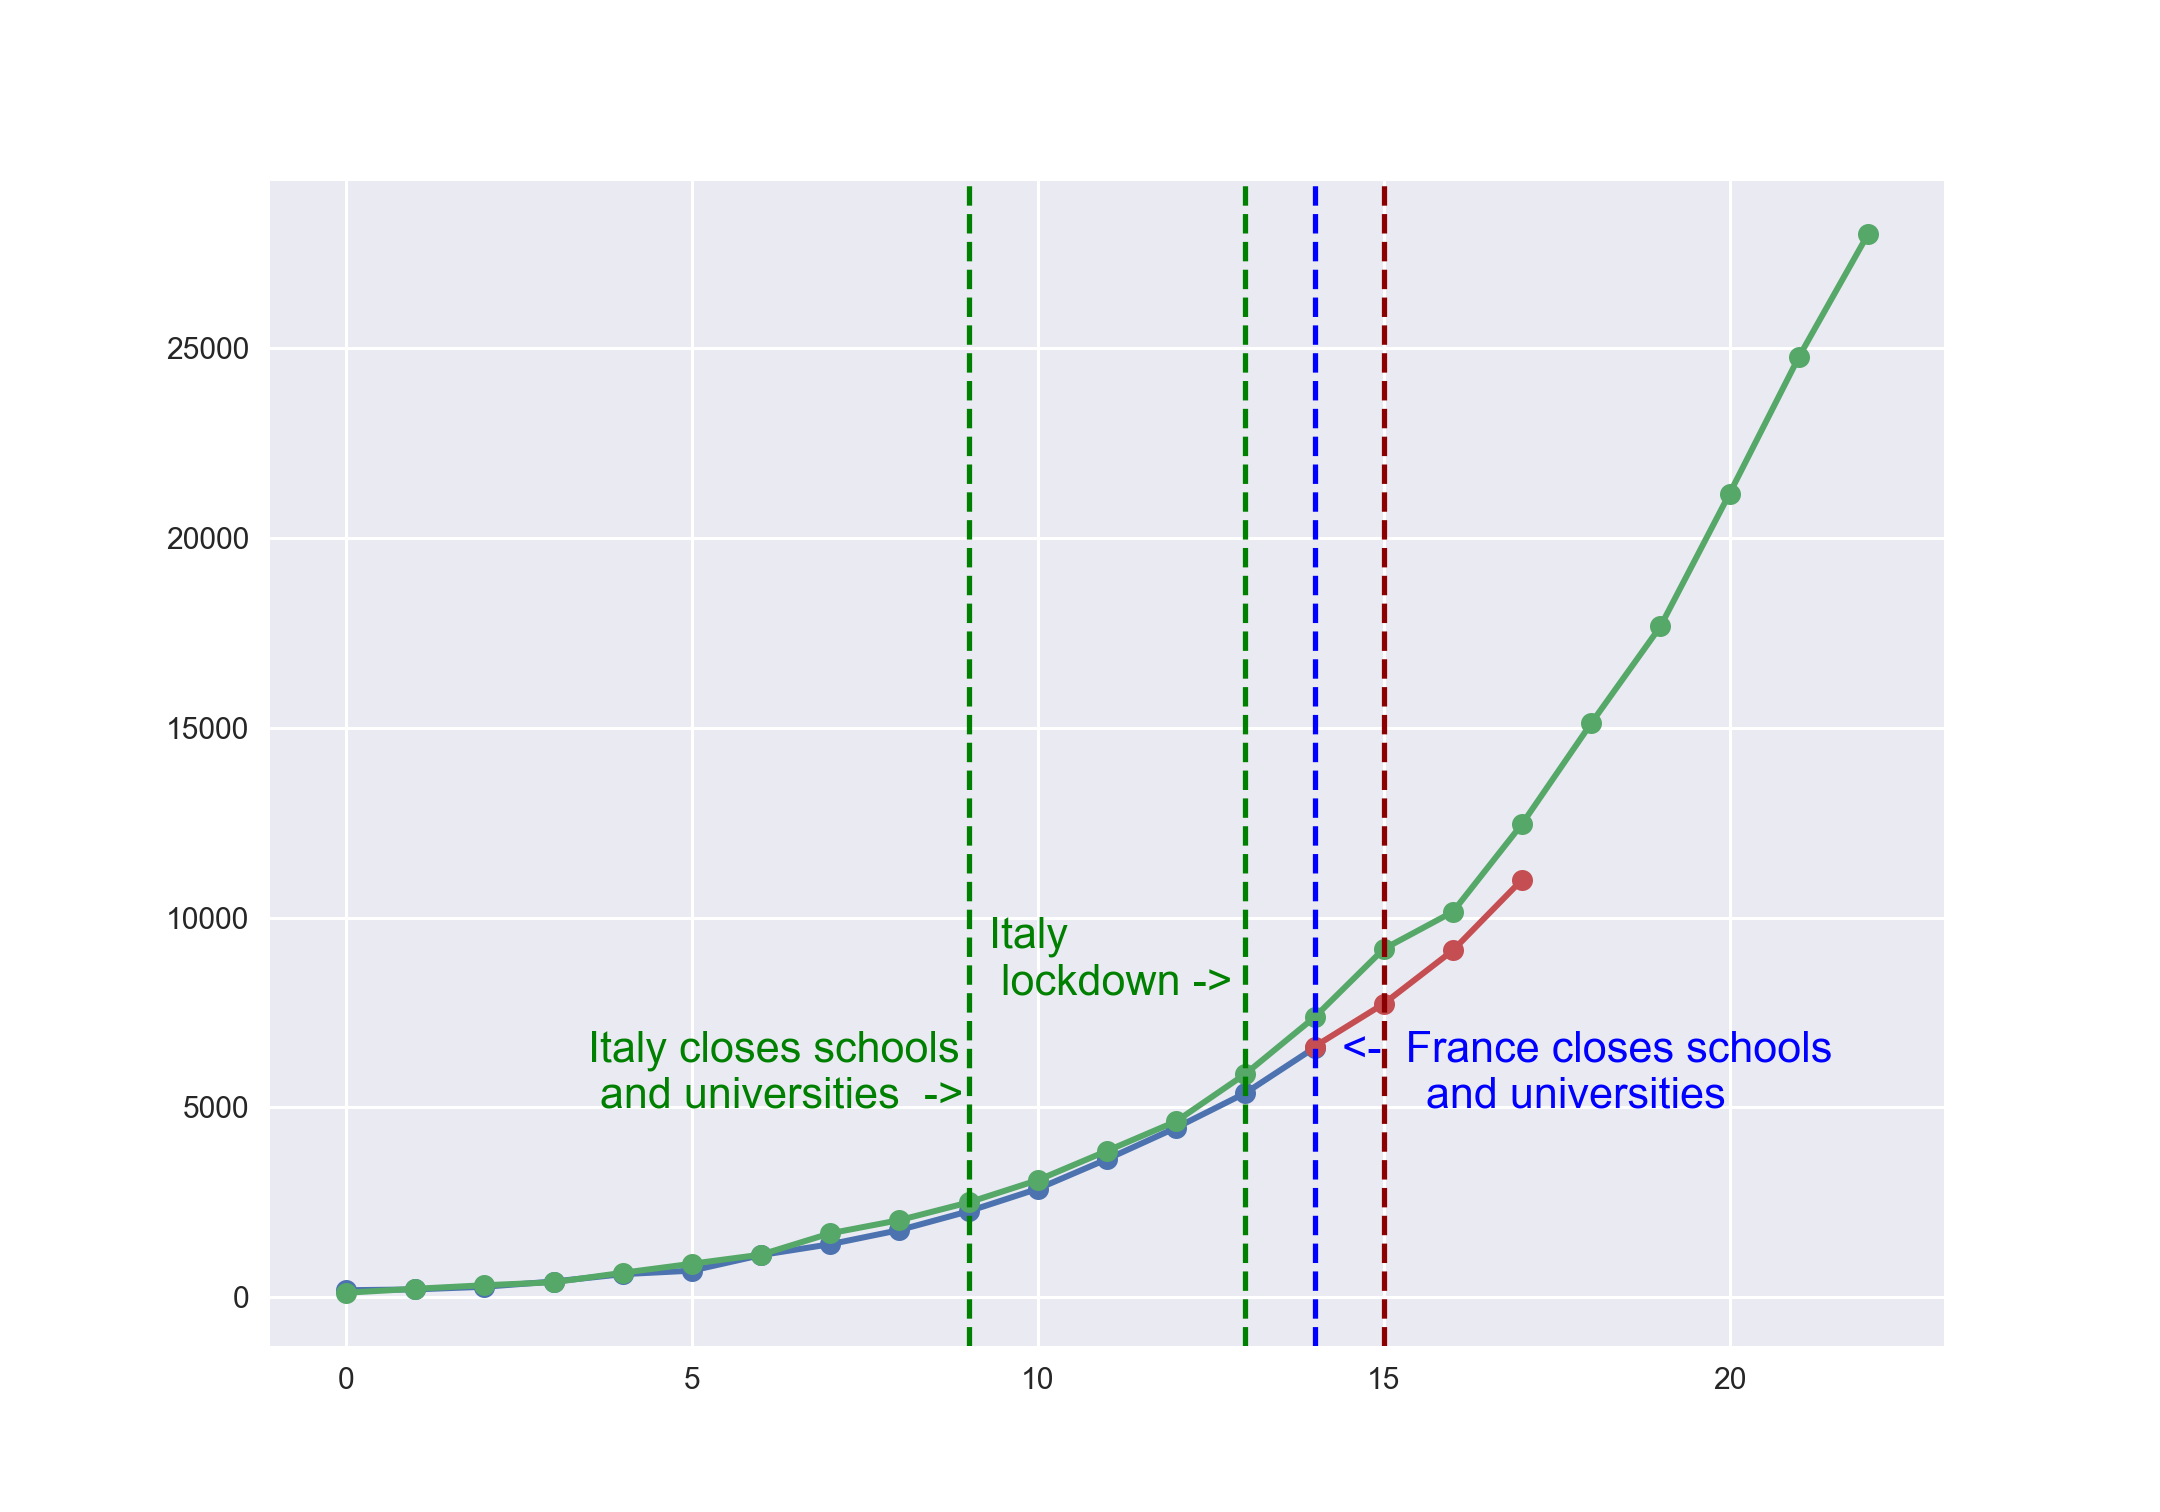 25000
20000
15000
10000
5000
0
Italy
lockdown ->
Italy closes schools
and universities  ->
<-  France closes schools
and universities
0
5
10
15
20